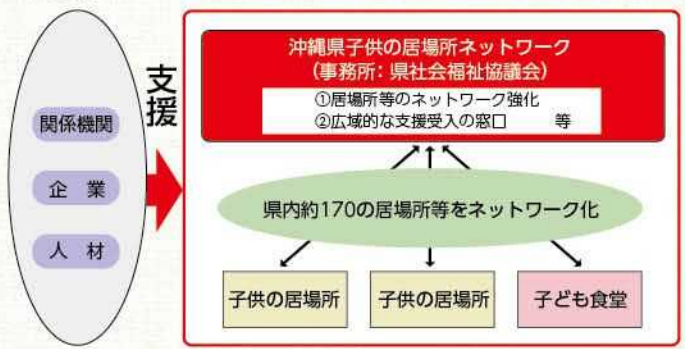 支援
関係機関
企 業
人 材
沖縄県子供の居場所ネットワーク
(事務所:県社会福祉協議会)
①居場所等のネットワーク強化
②広域的な支援受入の窓口 等
県内約170の居場所等をネットワーク化
子供の居場所
子供の居場所
子ども食堂